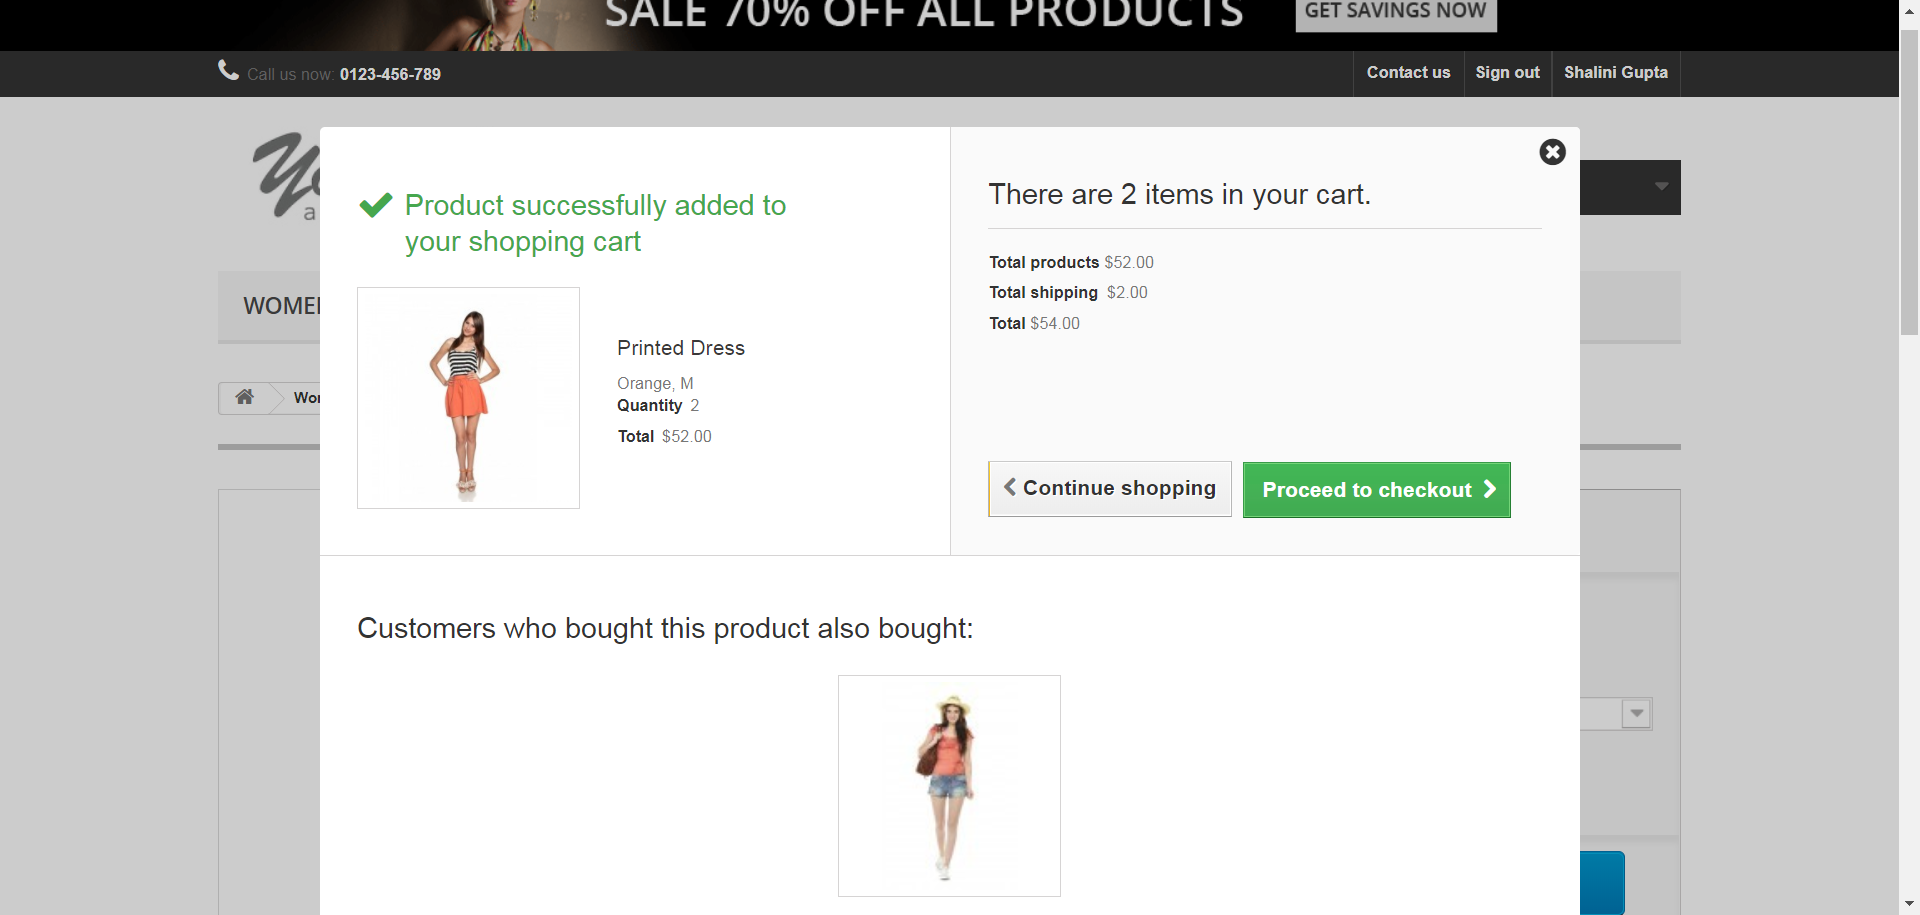 SALE 70% OFF ALL PRODUCTS
GET SAVINGS NOW
Call us now: 0123-456-789
Contact us
Sign out
Shalini Gupta
Product successfully added to
your shopping cart
Printed Dress
Orange, M
Quantity 2
Total $52.00
There are 2 items in your cart.
Total products $52.00
Total shipping $2.00
Total $54.00
Continue shopping
Proceed to checkout
Customers who bought this product also bought: